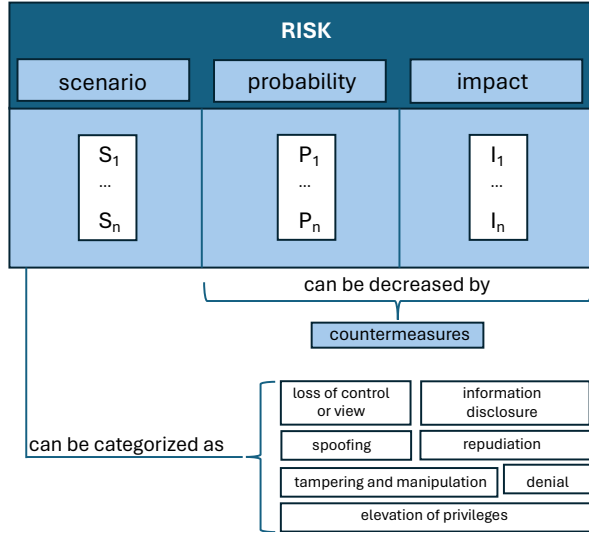 RISK
scenario
probability
impact
S1
...
Sn
P1
...
Pn
I1
...
In
can be decreased by
countermeasures
can be categorized as
loss of control
or view
information
disclosure
spoofing
repudiation
tampering and manipulation
denial
elevation of privileges